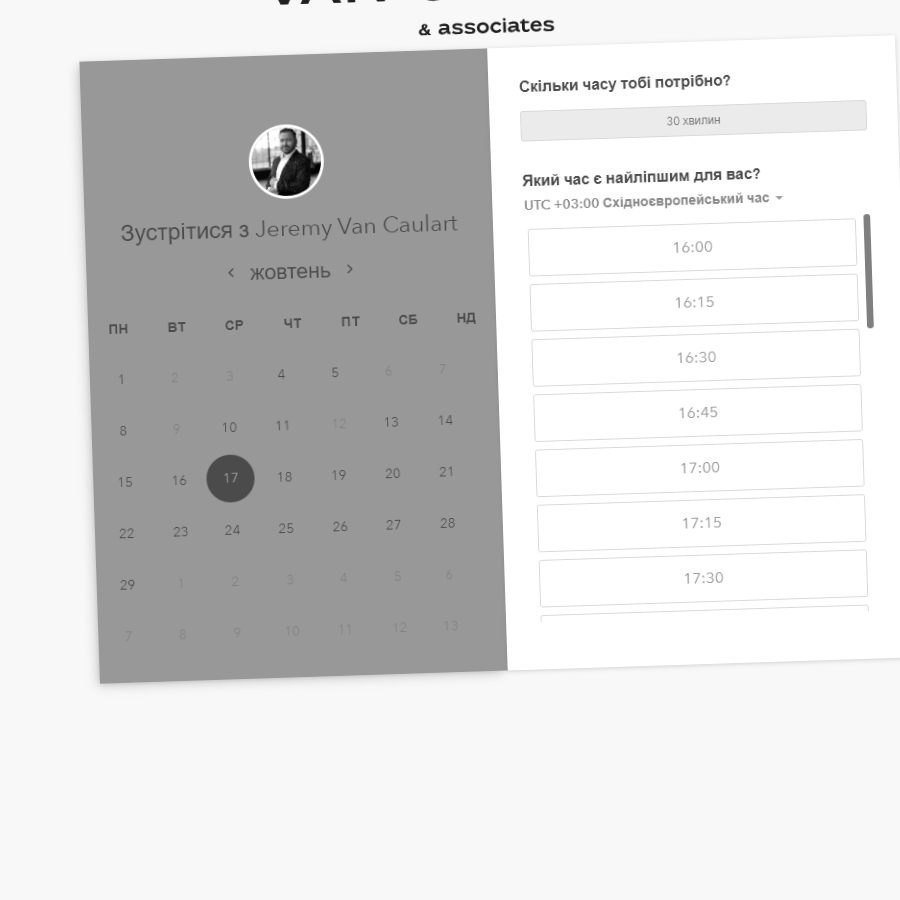 & associates
Зустрітися з Jeremy Van Caulart
‹ жовтень ›
ПН ВТ СР ЧТ ПТ СБ НД
1 2 3 4 5 6 7
8 9 10 11 12 13 14
15 16 17 18 19 20 21
22 23 24 25 26 27 28
29 1 2 3 4 5 6
7 8 9 10 11 12 13
Скільки часу тобі потрібно?
30 хвилин
Який час є найліпшим для вас?
UTC +03:00 Східноєвропейський час
16:00
16:15
16:30
16:45
17:00
17:15
17:30